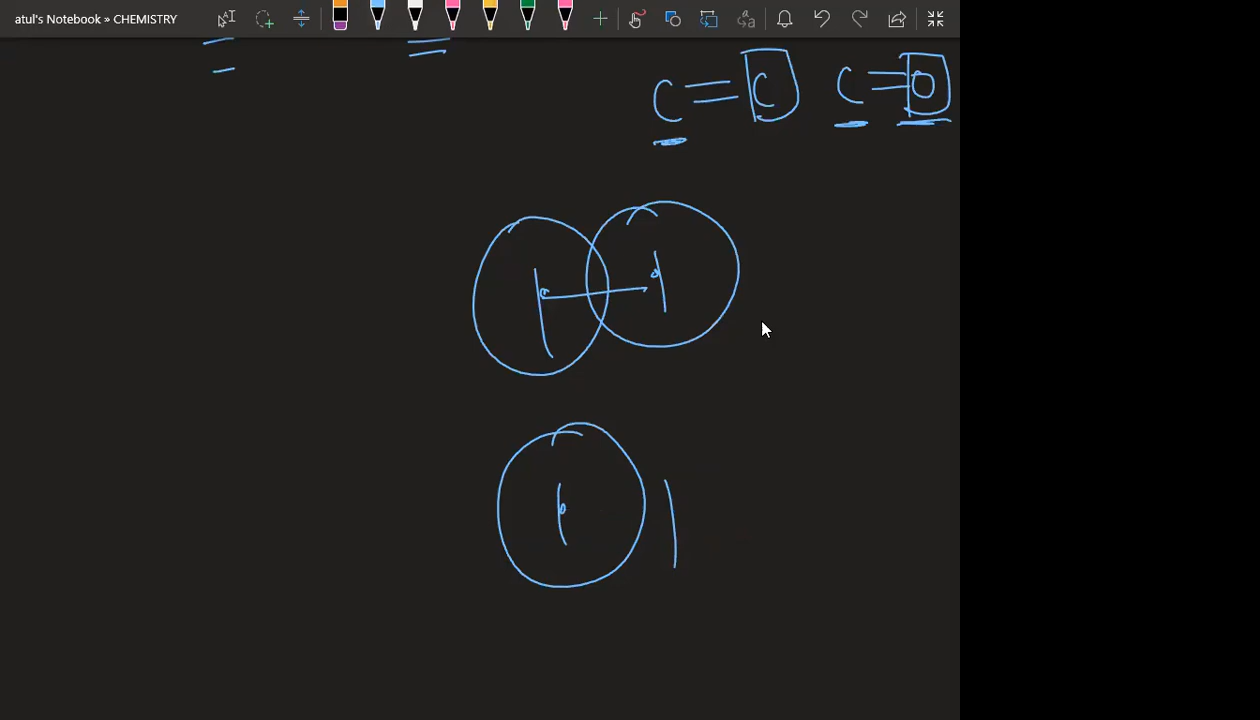 atul's Notebook » CHEMISTRY
C = C C = O